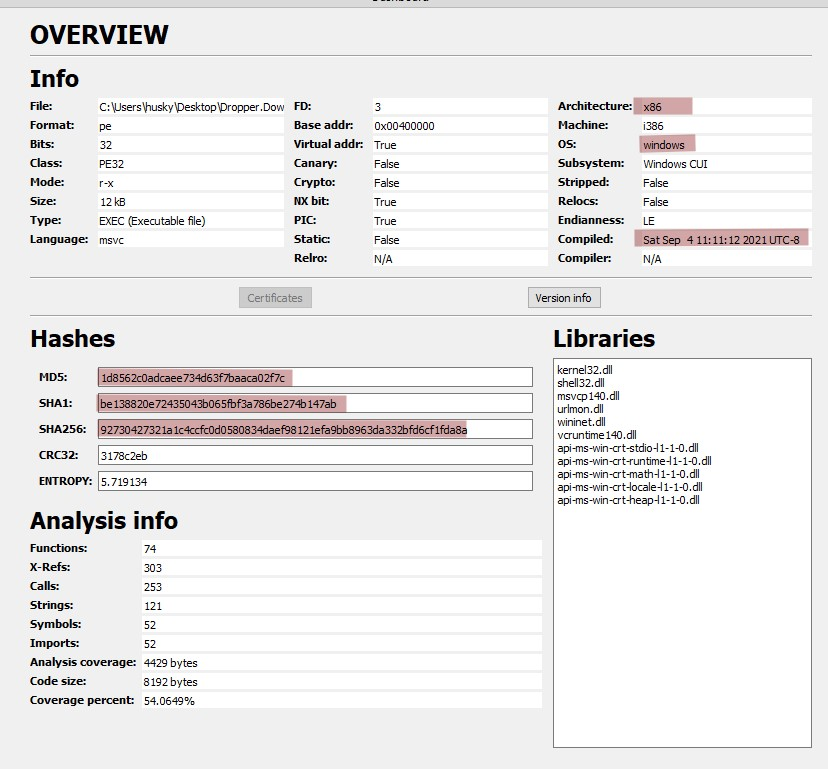 OVERVIEW
Info
File: C:\Users\husky\Desktop\Dropper.Dow
Format: pe
Bits: 32
Class: PE32
Mode: r-x
Size: 12 kB
Type: EXEC (Executable file)
Language: msvc
FD: 3
Base addr: 0x00400000
Virtual addr: True
Canary: False
Crypto: False
NX bit: True
PIC: True
Static: False
Relro: N/A
Architecture: x86
Machine: i386
OS: windows
Subsystem: Windows CUI
Stripped: False
Relocs: False
Endianness: LE
Compiled: Sat Sep 4 11:11:12 2021 UTC-8
Compiler: N/A
Certificates
Version info
Hashes
MD5: 1d8562c0adcaee734d63f7baaca02f7c
SHA1: be138820e72435043b065fbf3a786be274b147ab
SHA256: 92730427321a1c4ccfc0d0580834daef98121efa9bb8963da332bfd6cf1fda8a
CRC32: 3178c2eb
ENTROPY: 5.719134
Libraries
kernel32.dll
shell32.dll
msvcp140.dll
urlmon.dll
wininet.dll
vcruntime140.dll
api-ms-win-crt-stdio-l1-1-0.dll
api-ms-win-crt-runtime-l1-1-0.dll
api-ms-win-crt-math-l1-1-0.dll
api-ms-win-crt-locale-l1-1-0.dll
api-ms-win-crt-heap-l1-1-0.dll
Analysis info
Functions: 74
X-Refs: 303
Calls: 253
Strings: 121
Symbols: 52
Imports: 52
Analysis coverage: 4429 bytes
Code size: 8192 bytes
Coverage percent: 54.0649%